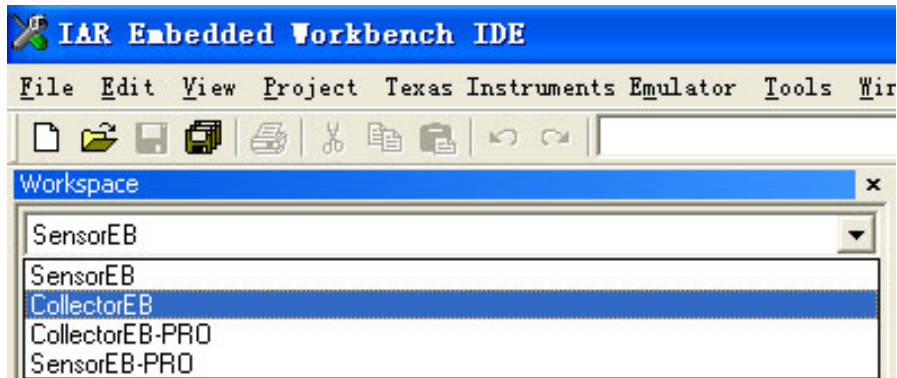 IAR Embedded Workbench IDE
File Edit View Project Texas Instruments Emulator Tools Wir
Workspace
SensorEB
SensorEB
CollectorEB
CollectorEB-PRO
SensorEB-PRO